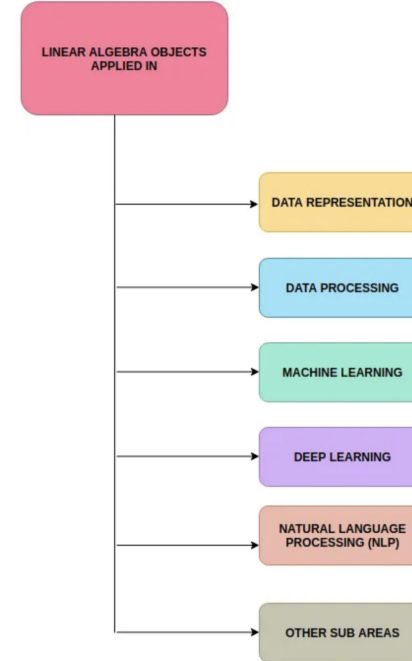 LINEAR ALGEBRA OBJECTS
APPLIED IN
DATA REPRESENTATION
DATA PROCESSING
MACHINE LEARNING
DEEP LEARNING
NATURAL LANGUAGE
PROCESSING (NLP)
OTHER SUB AREAS